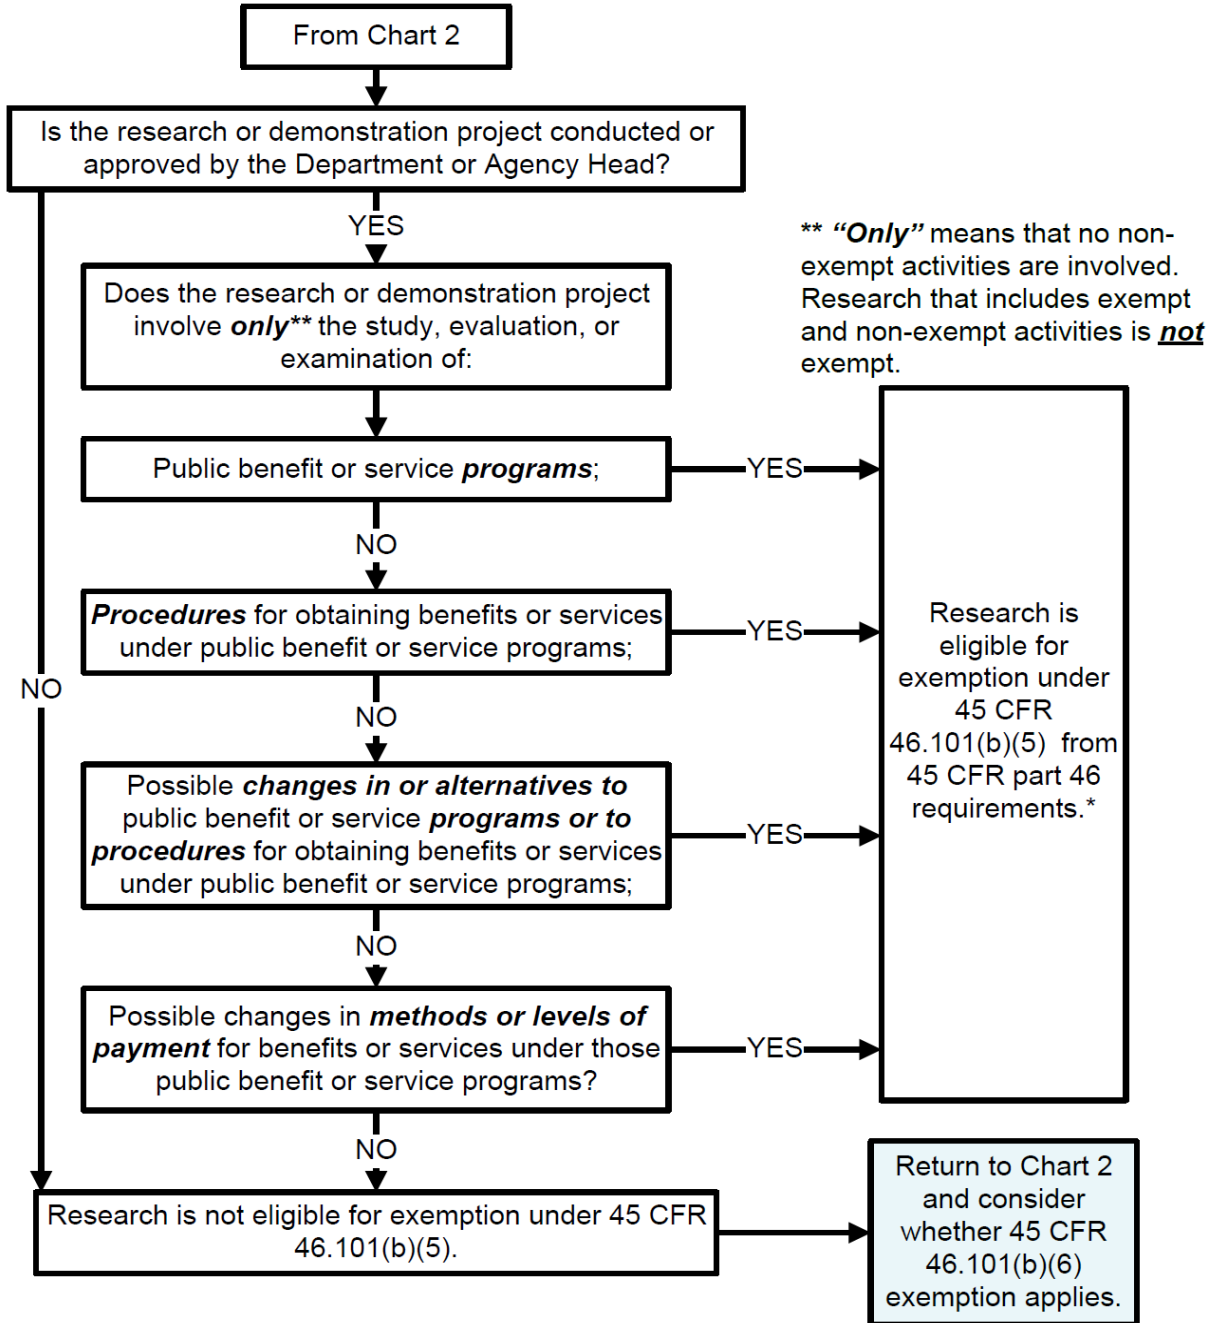 From Chart 2
Is the research or demonstration project conducted or
approved by the Department or Agency Head?
YES
** “Only” means that no non-
exempt activities are involved.
Research that includes exempt
and non-exempt activities is not
exempt.
Does the research or demonstration project
involve only** the study, evaluation, or
examination of:
Public benefit or service programs;
YES
NO
Procedures for obtaining benefits or services
under public benefit or service programs;
YES
Research is
eligible for
exemption under
45 CFR
46.101(b)(5) from
45 CFR part 46
requirements.*
NO
NO
Possible changes in or alternatives to
public benefit or service programs or to
procedures for obtaining benefits or services
under public benefit or service programs;
YES
NO
Possible changes in methods or levels of
payment for benefits or services under those
public benefit or service programs?
YES
NO
Research is not eligible for exemption under 45 CFR
46.101(b)(5).
Return to Chart 2
and consider
whether 45 CFR
46.101(b)(6)
exemption applies.